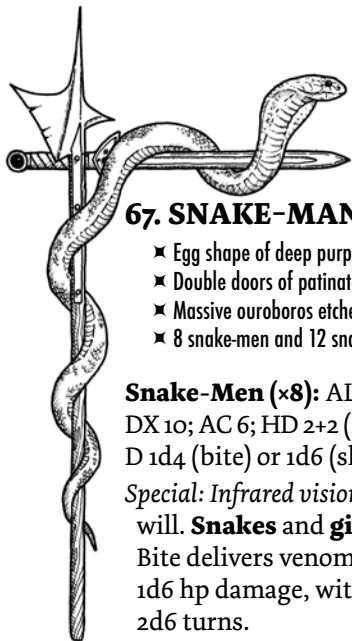 67. SNAKE-MAN
Egg shape of deep purp
Double doors of patinat
Massive ouroboros etche
8 snake-men and 12 sna
Snake-Men (×8): AL
DX 10; AC 6; HD 2+2 (
D 1d4 (bite) or 1d6 (sl
Special: Infrared vision
will. Snakes and gi
Bite delivers venom
1d6 hp damage, wit
2d6 turns.